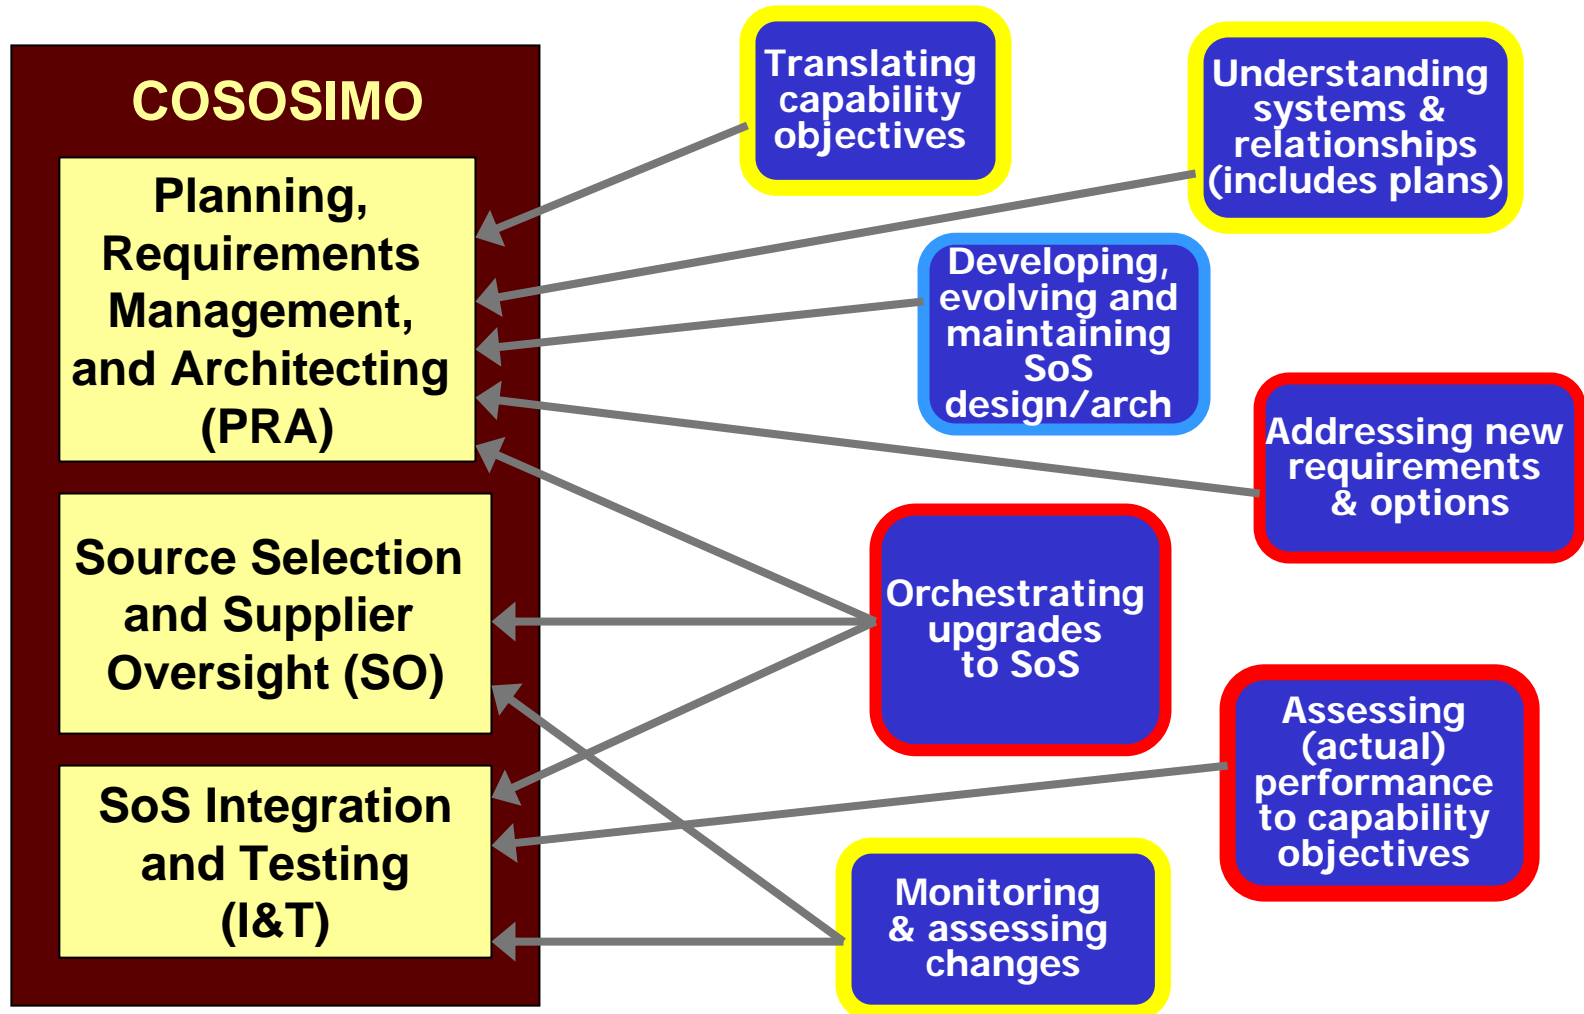 COSOSIMO
Planning,
Requirements
Management,
and Architecting
(PRA)
Source Selection
and Supplier
Oversight (SO)
SoS Integration
and Testing
(I&T)
Translating
capability
objectives
Understanding
systems &
relationships
(includes plans)
Developing,
evolving and
maintaining
SoS
design/arch
Addressing new
requirements
& options
Orchestrating
upgrades
to SoS
Assessing
(actual)
performance
to capability
objectives
Monitoring
& assessing
changes